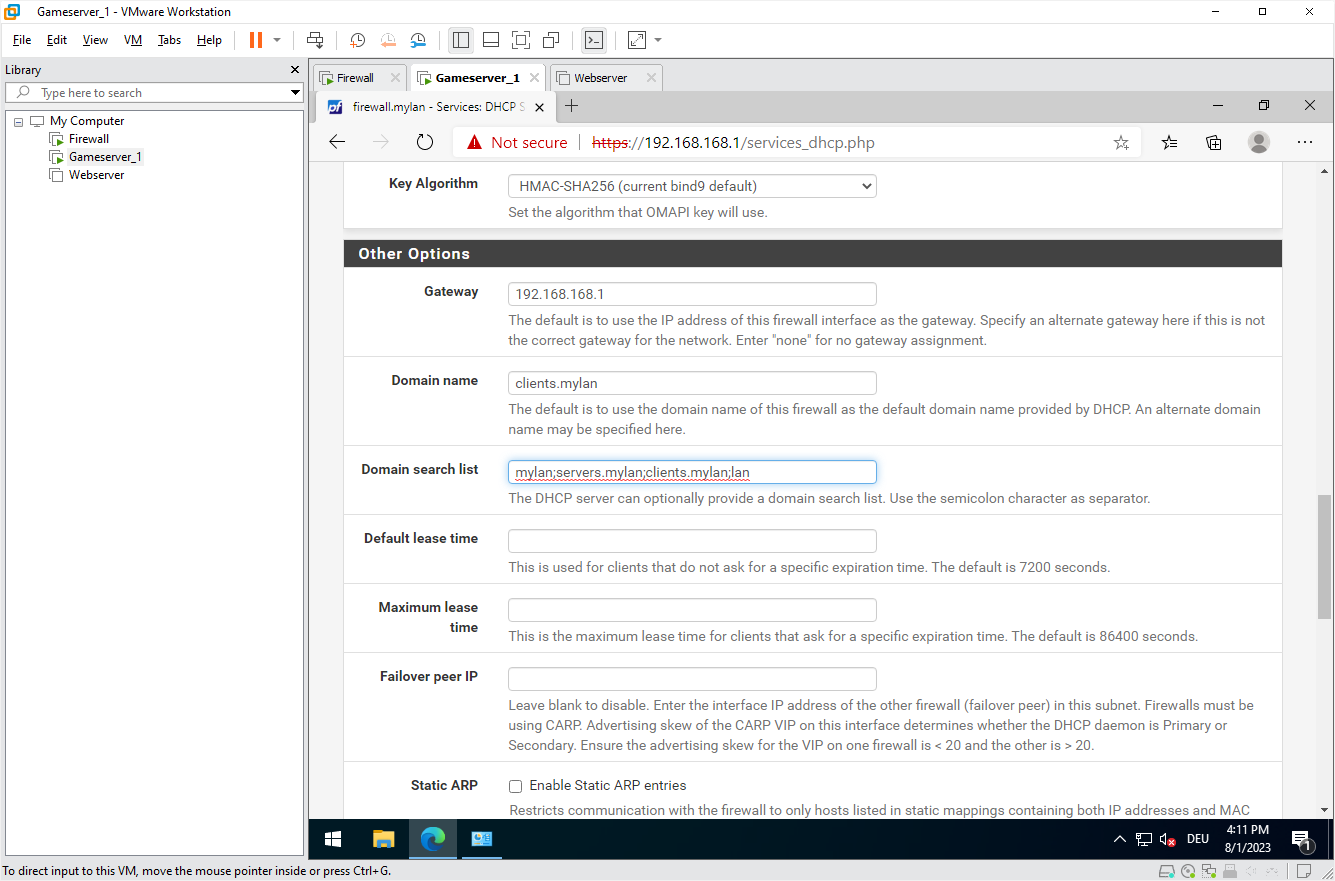 Gameserver_1 - VMware Workstation
File Edit View VM Tabs Help
Library
Type here to search
My Computer
Firewall
Gameserver_1
Webserver
Firewall
Gameserver_1
Webserver
pf firewall.mylan - Services: DHCP S
Not secure https://192.168.168.1/services_dhcp.php
Key Algorithm
HMAC-SHA256 (current bind9 default)
Set the algorithm that OMAPI key will use.
Other Options
Gateway
192.168.168.1
The default is to use the IP address of this firewall interface as the gateway. Specify an alternate gateway here if this is not
the correct gateway for the network. Enter "none" for no gateway assignment.
Domain name
clients.mylan
The default is to use the domain name of this firewall as the default domain name provided by DHCP. An alternate domain
name may be specified here.
Domain search list
mylan;servers.mylan;clients.mylan;lan
The DHCP server can optionally provide a domain search list. Use the semicolon character as separator.
Default lease time
This is used for clients that do not ask for a specific expiration time. The default is 7200 seconds.
Maximum lease
time
This is the maximum lease time for clients that ask for a specific expiration time. The default is 86400 seconds.
Failover peer IP
Leave blank to disable. Enter the interface IP address of the other firewall (failover peer) in this subnet. Firewalls must be
using CARP. Advertising skew of the CARP VIP on this interface determines whether the DHCP daemon is Primary or
Secondary. Ensure the advertising skew for the VIP on one firewall is < 20 and the other is > 20.
Static ARP
Enable Static ARP entries
Restricts communication with the firewall to only hosts listed in static mappings containing both IP addresses and MAC
DEU
4:11 PM
8/1/2023
1
To direct input to this VM, move the mouse pointer inside or press Ctrl+G.